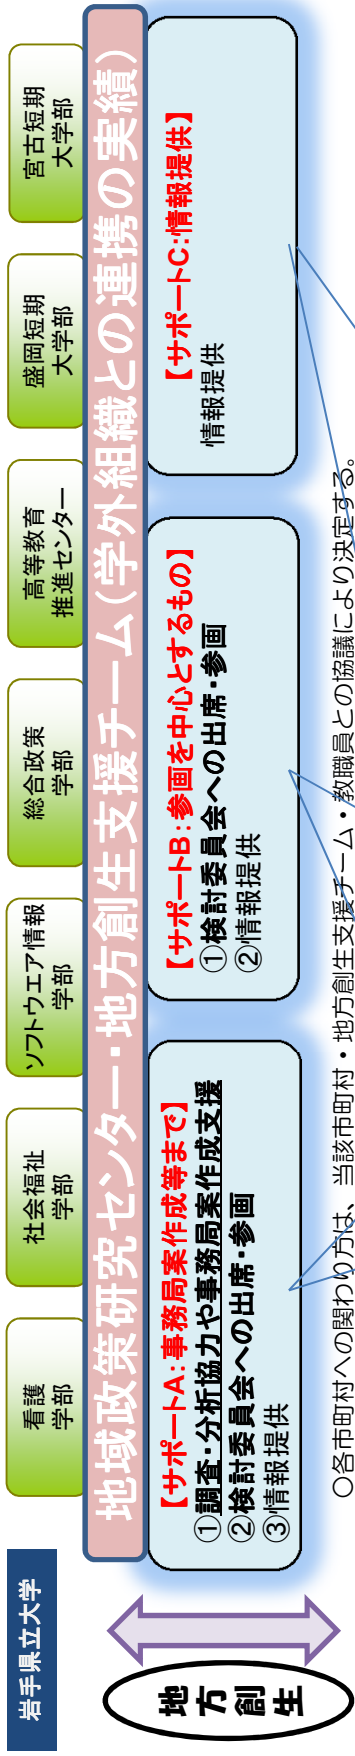 岩手県立大学
看護
学部
社会福祉
学部
ソフトウエア情報
学部
総合政策
学部
高等教育
推進センター
盛岡短期
大学部
宮古短期
大学部
地域政策研究センター・地方創生支援チーム(学外組織との連携の実績)
地方創生
【サポートA:事務局案作成等まで】
①調査・分析協力や事務局案作成支援
②検討委員会への出席・参画
③情報提供
【サポートB:参画を中心とするもの】
①検討委員会への出席・参画
②情報提供
【サポートC:情報提供】
情報提供
○各市町村への関わり方は、当該市町村・地方創生支援チーム・教職員との協議により決定する。